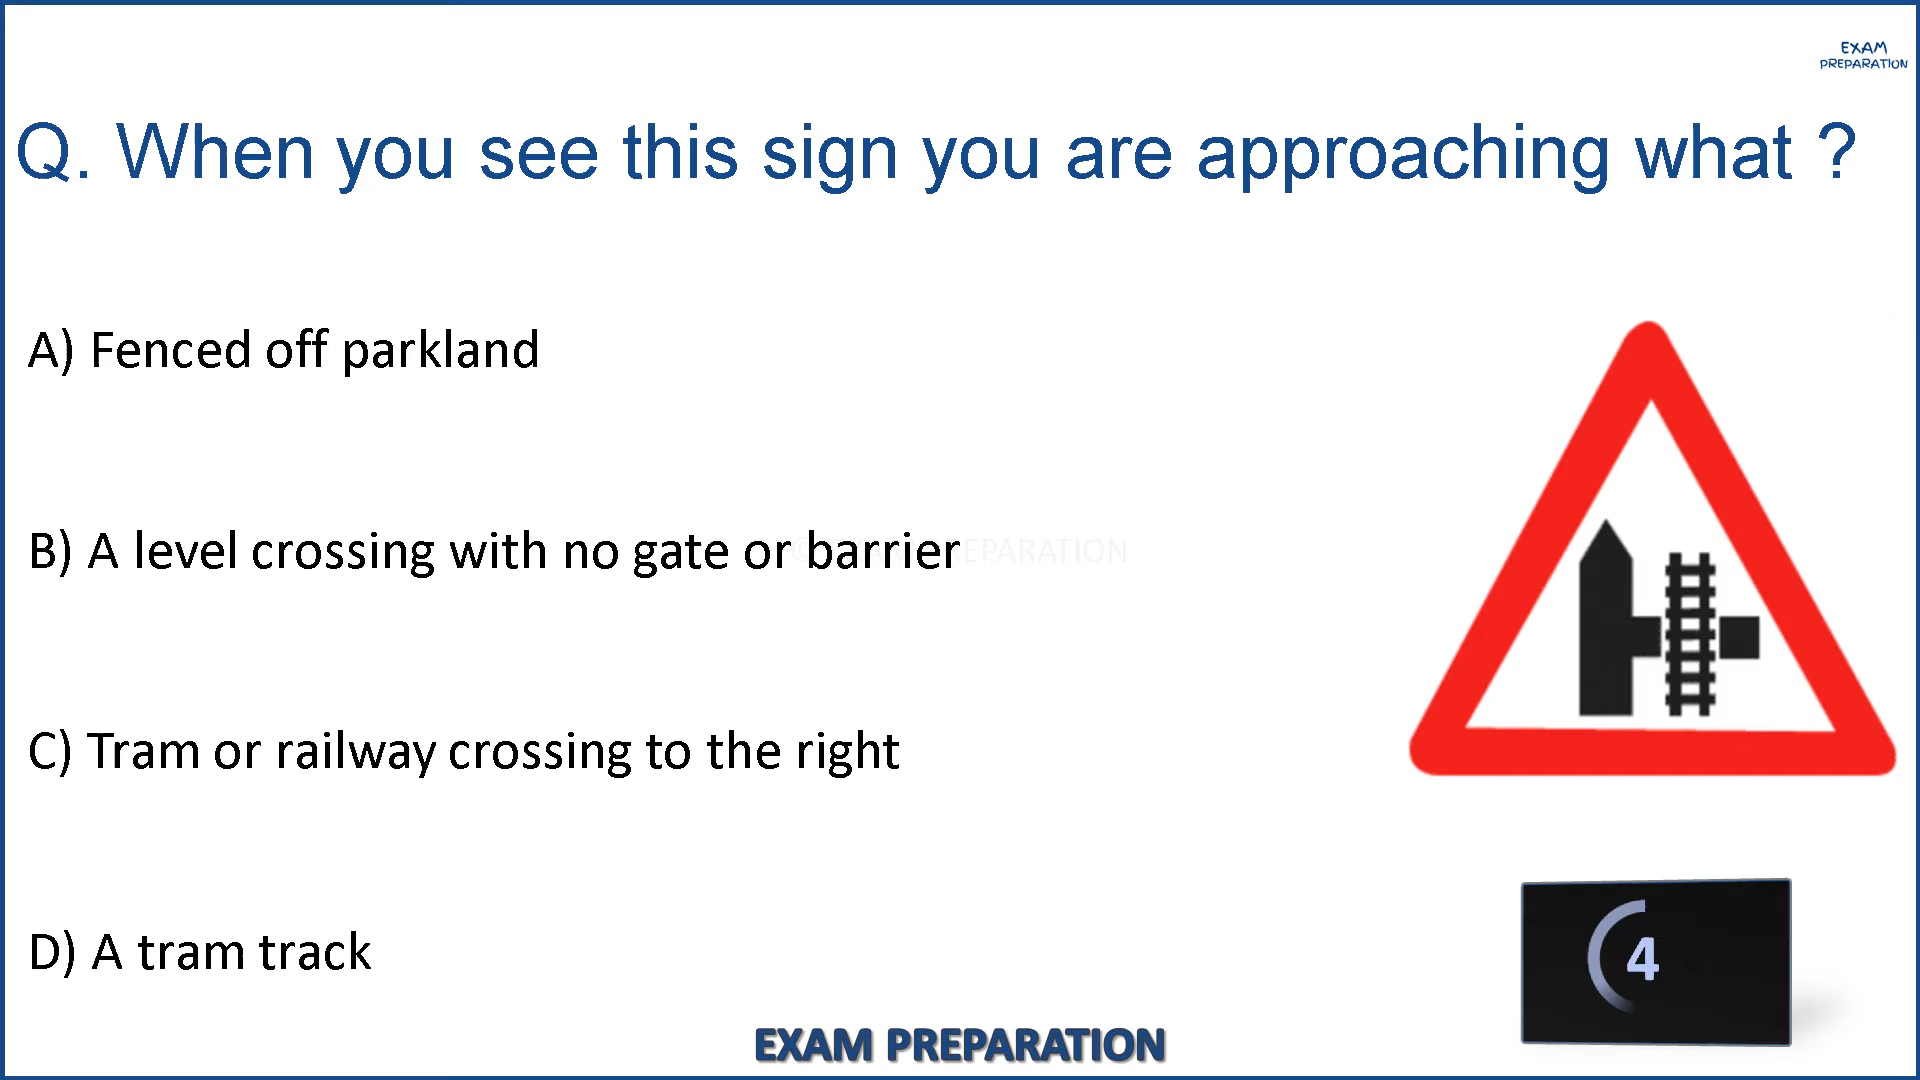 EXAM
PREPARATION
Q. When you see this sign you are approaching what ?
A) Fenced off parkland
B) A level crossing with no gate or barrier
PREPARATION
C) Tram or railway crossing to the right
D) A tram track
4
EXAM PREPARATION